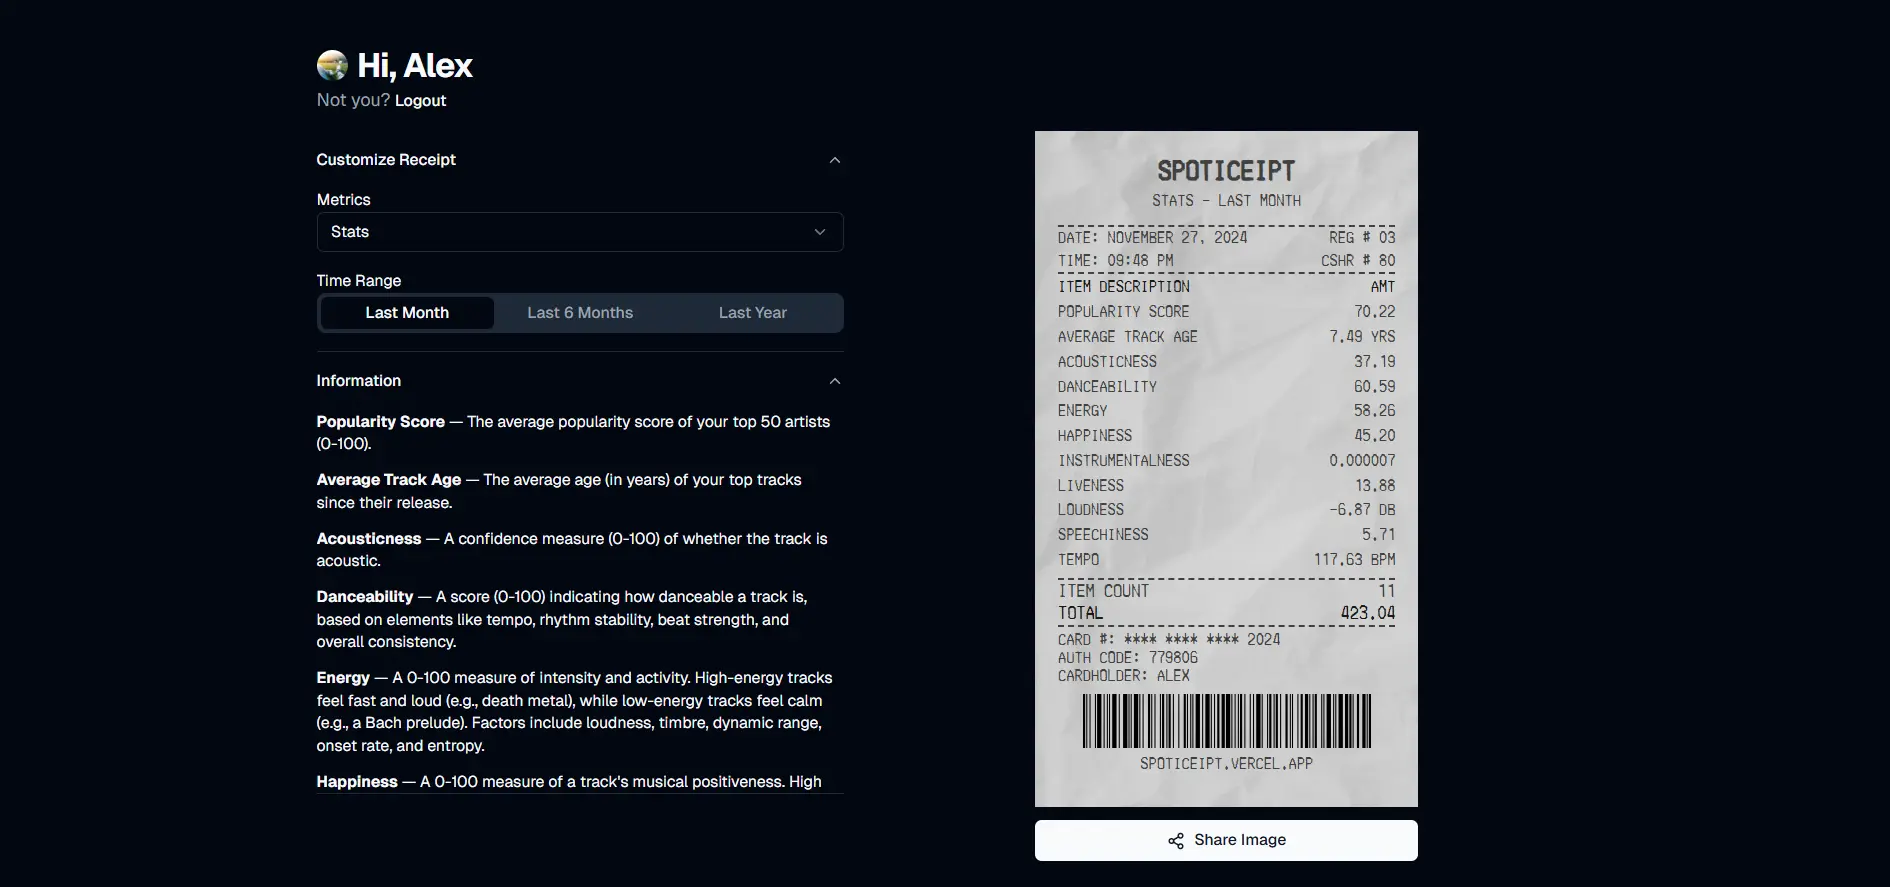 Hi, Alex
Not you? Logout
Customize Receipt
Metrics
Stats
Time Range
Last Month Last 6 Months Last Year
Information
Popularity Score — The average popularity score of your top 50 artists
(0-100).
Average Track Age — The average age (in years) of your top tracks
since their release.
Acousticness — A confidence measure (0-100) of whether the track is
acoustic.
Danceability — A score (0-100) indicating how danceable a track is,
based on elements like tempo, rhythm stability, beat strength, and
overall consistency.
Energy — A 0-100 measure of intensity and activity. High-energy tracks
feel fast and loud (e.g., death metal), while low-energy tracks feel calm
(e.g., a Bach prelude). Factors include loudness, timbre, dynamic range,
onset rate, and entropy.
Happiness — A 0-100 measure of a track's musical positiveness. High
SPOTICEIPT
STATS - LAST MONTH
DATE: NOVEMBER 27, 2024 REG # 03
TIME: 09:48 PM CSHR # 80
ITEM DESCRIPTION AMT
POPULARITY SCORE 70.22
AVERAGE TRACK AGE 7.49 YRS
ACOUSTICNESS 37.19
DANCEABILITY 60.59
ENERGY 58.26
HAPPINESS 45.20
INSTRUMENTALNESS 0.000007
LIVENESS 13.88
LOUDNESS -6.87 DB
SPEECHINESS 5.71
TEMPO 117.63 BPM
ITEM COUNT 11
TOTAL 423.04
CARD #: **** **** **** 2024
AUTH CODE: 779806
CARDHOLDER: ALEX
SPOTICEIPT.VERCEL.APP
Share Image